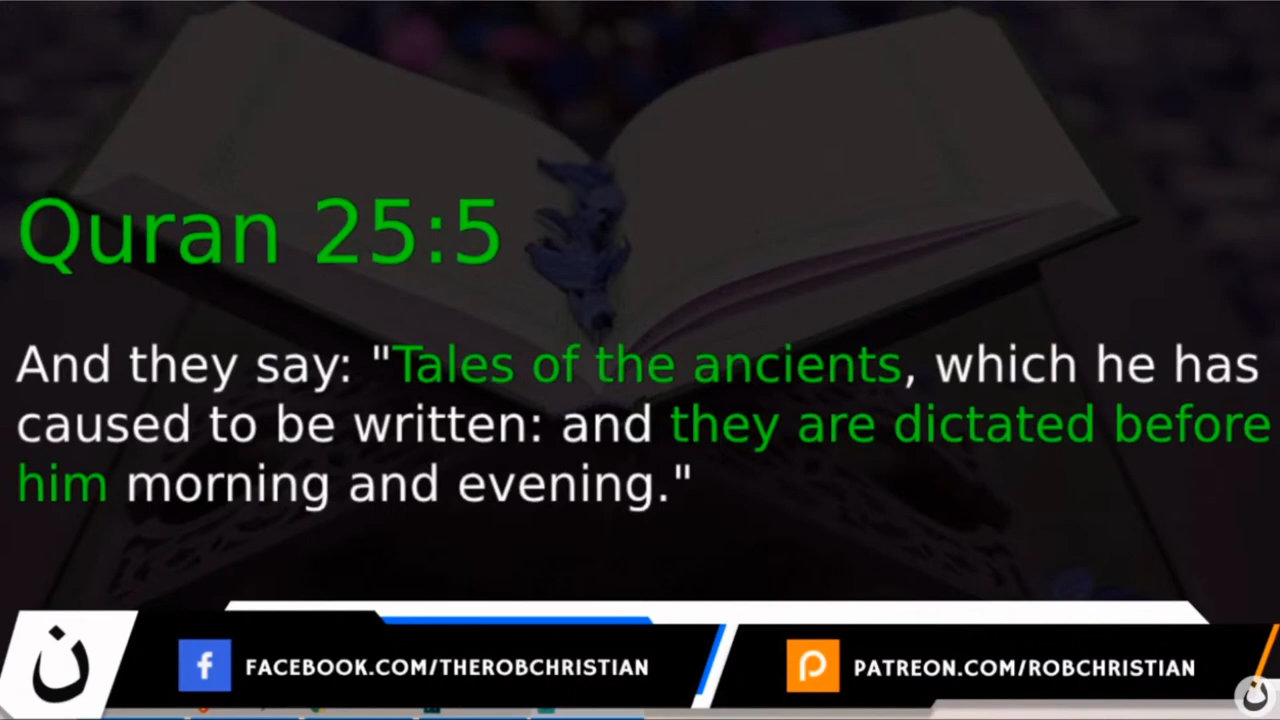 Quran 25:5
And they say: "Tales of the ancients, which he has
caused to be written: and they are dictated before
him morning and evening."
ن
FACEBOOK.COM/THEROBCHRISTIAN
PATREON.COM/ROBCHRISTIAN
ن